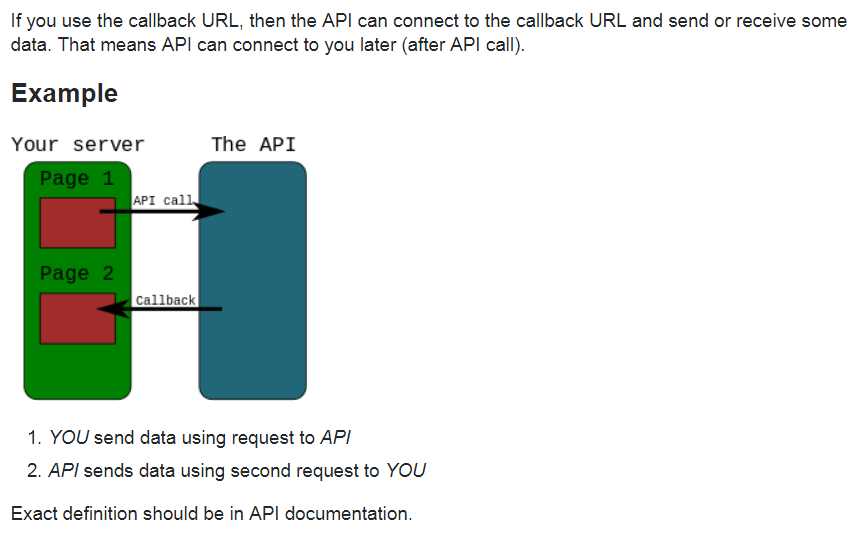 If you use the callback URL, then the API can connect to the callback URL and send or receive some
data. That means API can connect to you later (after API call).
Example
Your server The API
Page 1
API call
Page 2
Callback
1. YOU send data using request to API
2. API sends data using second request to YOU
Exact definition should be in API documentation.